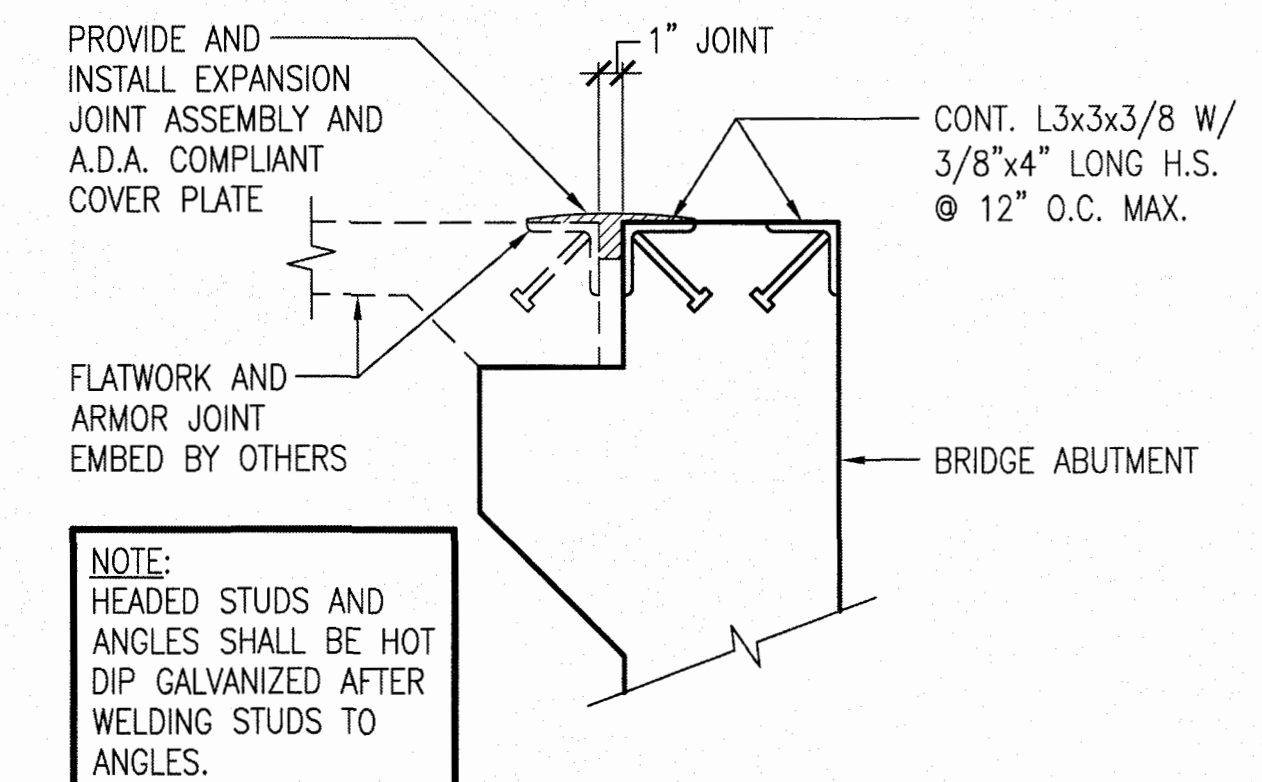 PROVIDE AND
INSTALL EXPANSION
JOINT ASSEMBLY AND
A.D.A. COMPLIANT
COVER PLATE
1” JOINT
CONT. L3x3x3/8 W/
3/8”x4” LONG H.S.
@ 12” O.C. MAX.
FLATWORK AND
ARMOR JOINT
EMBED BY OTHERS
BRIDGE ABUTMENT
NOTE:
HEADED STUDS AND
ANGLES SHALL BE HOT
DIP GALVANIZED AFTER
WELDING STUDS TO
ANGLES.